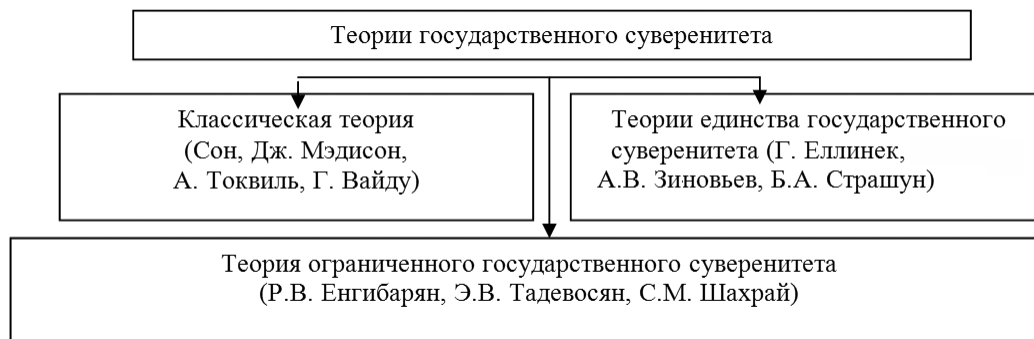 Теории государственного суверенитета
Классическая теория
(Сон, Дж. Мэдисон,
А. Токвиль, Г. Вайду)
Теории единства государственного
суверенитета (Г. Еллинек,
А.В. Зиновьев, Б.А. Страшун)
Теория ограниченного государственного суверенитета
(Р.В. Енгибарян, Э.В. Тадевосян, С.М. Шахрай)